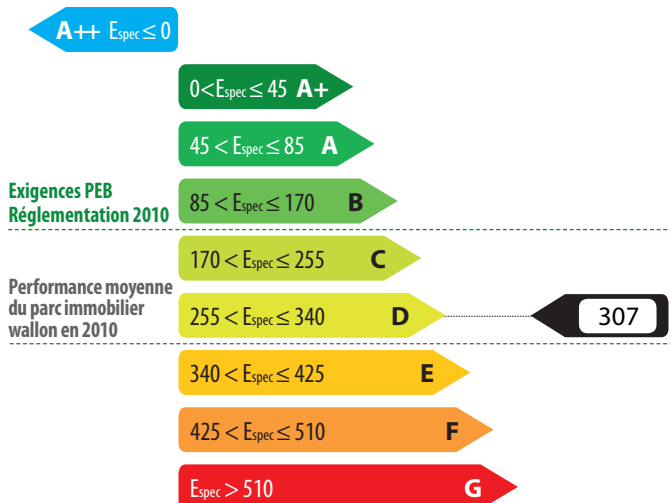 A++ Espec ≤ 0
0 < Espec ≤ 45 A+
45 < Espec ≤ 85 A
Exigences PEB
Réglementation 2010
85 < Espec ≤ 170 B
170 < Espec ≤ 255 C
Performance moyenne
du parc immobilier
wallon en 2010
255 < Espec ≤ 340 D
307
340 < Espec ≤ 425 E
425 < Espec ≤ 510 F
Espec > 510 G